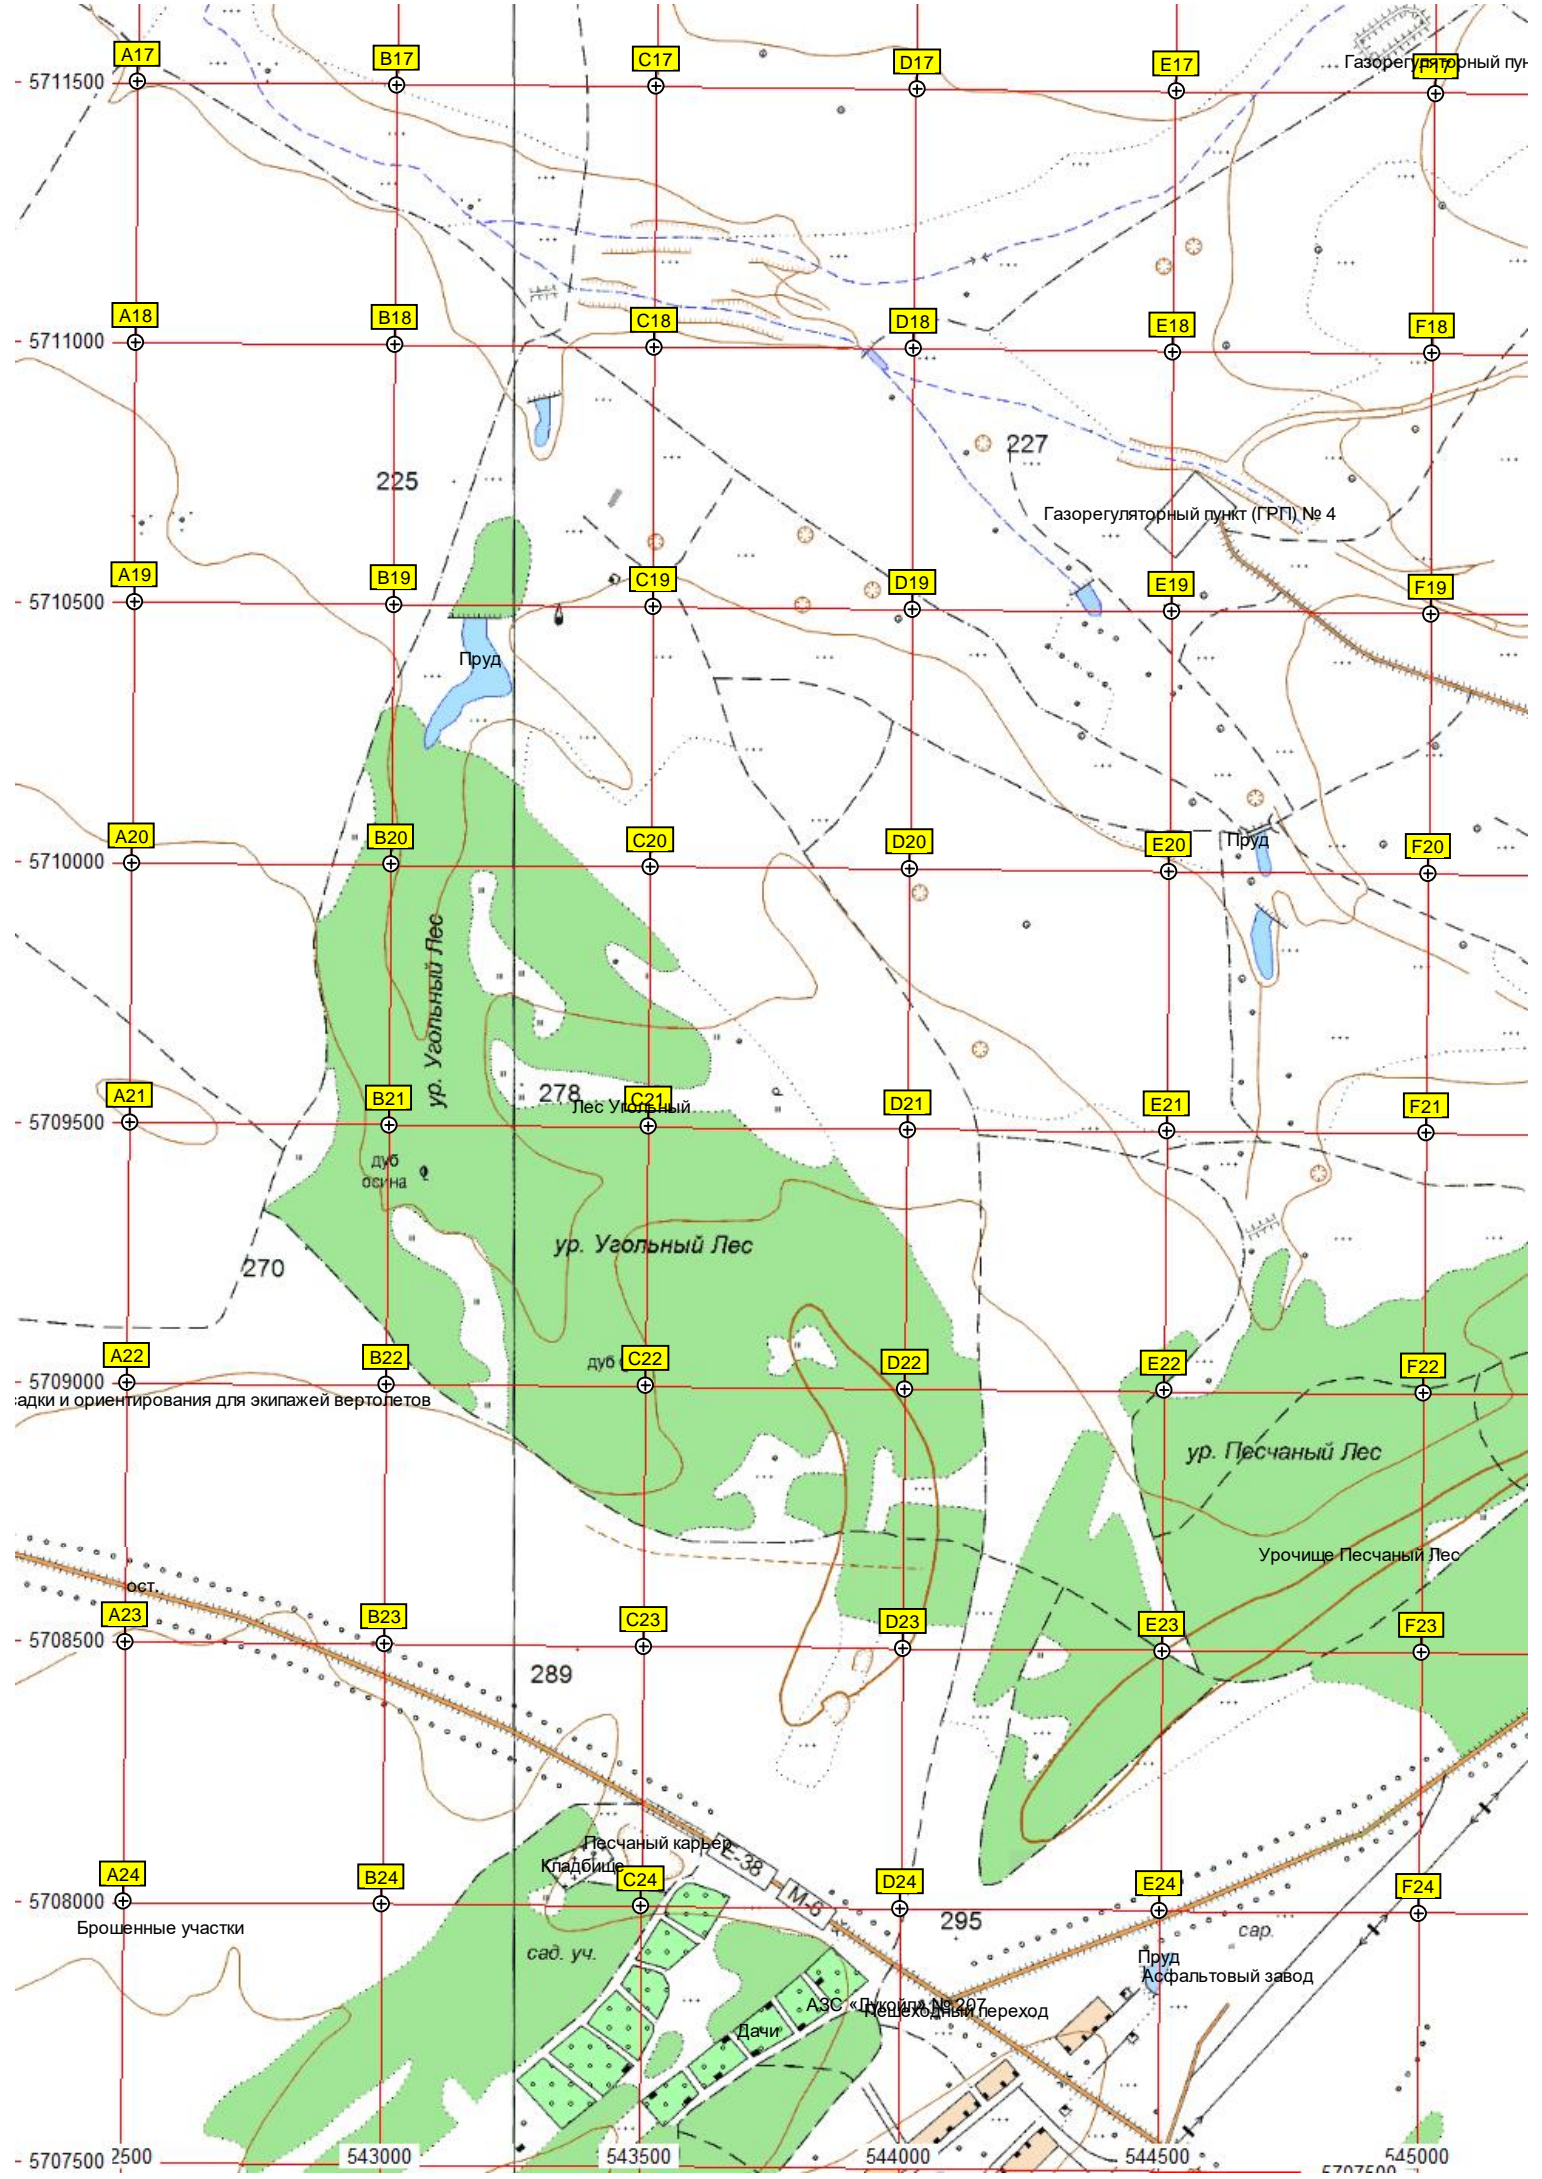 A17
B17
C17
D17
E17
F17
5711500
Газорегуляторный пун
A18
B18
C18
D18
E18
F18
5711000
227
225
Газорегуляторный пункт (ГРП) № 4
A19
B19
C19
D19
E19
F19
5710500
Пруд
A20
B20
C20
D20
E20
F20
5710000
Пруд
ур. Угольный Лес
A21
B21
278
C21
D21
E21
F21
Лес Угольный
5709500
дуб
осина
ур. Угольный Лес
270
A22
B22
дуб
C22
D22
E22
F22
5709000
адки и ориентирования для экипажей вертолетов
ур. Песчаный Лес
Урочище Песчаный Лес
ост.
A23
B23
C23
D23
E23
F23
5708500
289
Песчаный карьер
E-38
Кладбище
A24
B24
C24
D24
E24
F24
М-6
5708000
295
Брошенные участки
сад. уч.
сар.
Пруд
Асфальтовый завод
АЗС «Лукойл» № 207
Пешеходный переход
Дачи
5707500
2500
543000
543500
544000
544500
545000
5707500